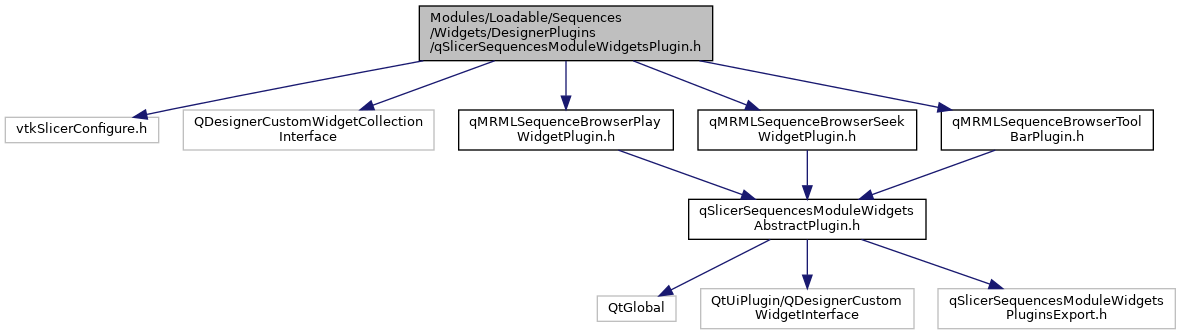 Modules/Loadable/Sequences
/Widgets/DesignerPlugins
/qSlicerSequencesModuleWidgetsPlugin.h
vtkSlicerConfigure.h
QDesignerCustomWidgetCollection
Interface
qMRMLSequenceBrowserPlay
WidgetPlugin.h
qMRMLSequenceBrowserSeek
WidgetPlugin.h
qMRMLSequenceBrowserTool
BarPlugin.h
qSlicerSequencesModuleWidgets
AbstractPlugin.h
QtGlobal
QtUiPlugin/QDesignerCustom
WidgetInterface
qSlicerSequencesModuleWidgets
PluginsExport.h